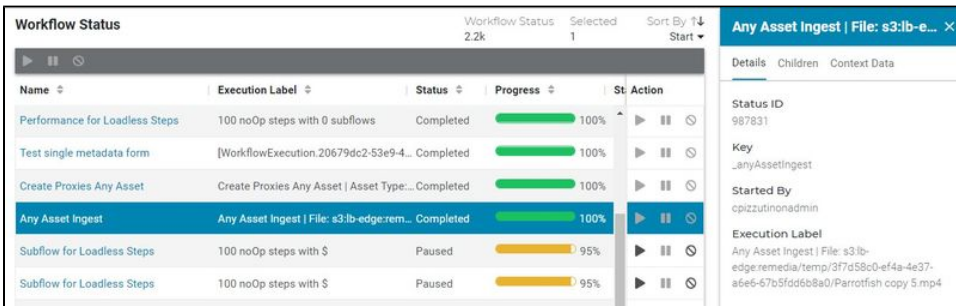 Workflow Status
Workflow Status Selected Sort By
2.2k 1 Start
Name Execution Label Status Progress St Action
Performance for Loadless Steps 100 noOp steps with 0 subflows Completed 100%
Test single metadata form [WorkflowExecution.20679dc2-53e9-4... Completed 100%
Create Proxies Any Asset Create Proxies Any Asset | Asset Type:... Completed 100%
Any Asset Ingest Any Asset Ingest | File: s3:lb-edge:rem... Completed 100%
Subflow for Loadless Steps 100 noOp steps with $ Paused 95%
Subflow for Loadless Steps 100 noOp steps with $ Paused 95%
Any Asset Ingest | File: s3:lb-e...
Details Children Context Data
Status ID
987831
Key
_anyAssetIngest
Started By
cpizzutinonadmin
Execution Label
Any Asset Ingest | File: s3:lb-
edge:remedia/temp/3f7d58c0-ef4a-4e37-
a6e6-67b5fdd6b8a0/Parrotfish copy 5.mp4